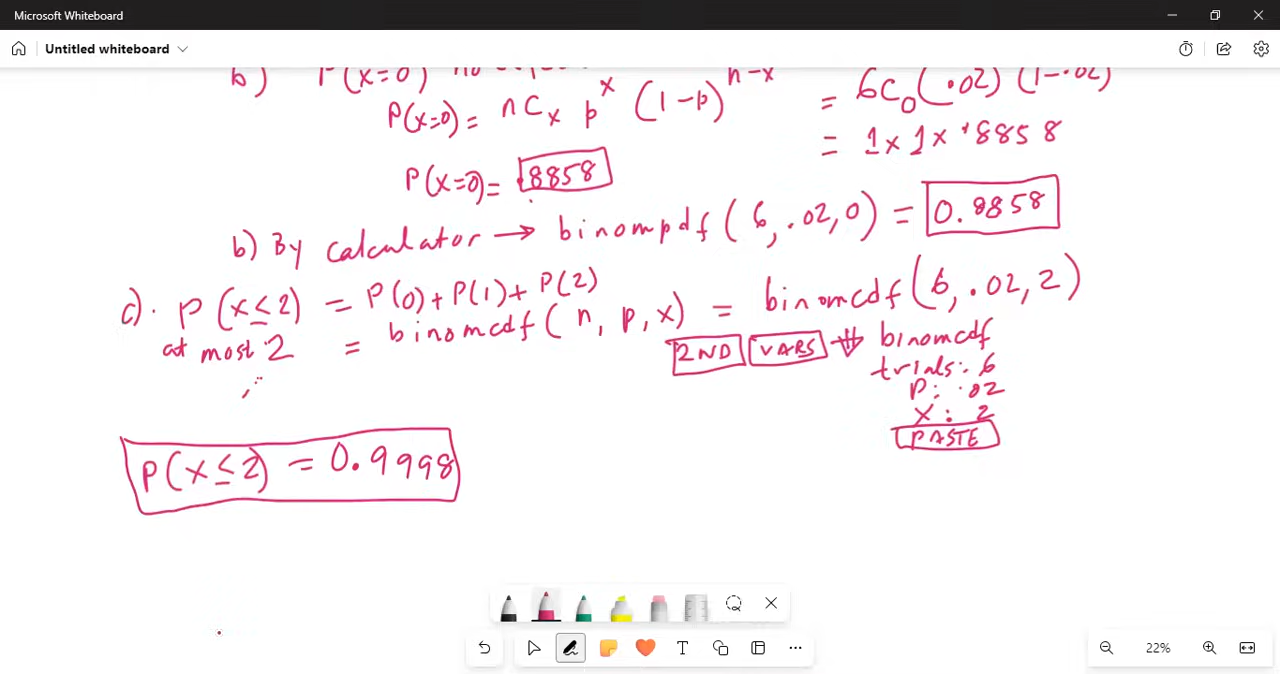 Microsoft Whiteboard
Untitled whiteboard
b) P(x=0)
P(x=0) = nCx p^x (1-p)^n-x = 6C0 (.02) (1-.02)
= 1 x 1 x .8858
P(x=0) = .8858
b) By calculator → binompdf (6, .02, 0) = 0.8858
c). P (x ≤ 2) = P(0) + P(1) + P(2)
at most 2 = binomcdf (n, p, x) = binomcdf (6, .02, 2)
2ND VARS binomcdf
trials: 6
P: .02
X: 2
PASTE
P(x ≤ 2) = 0.9998
22%